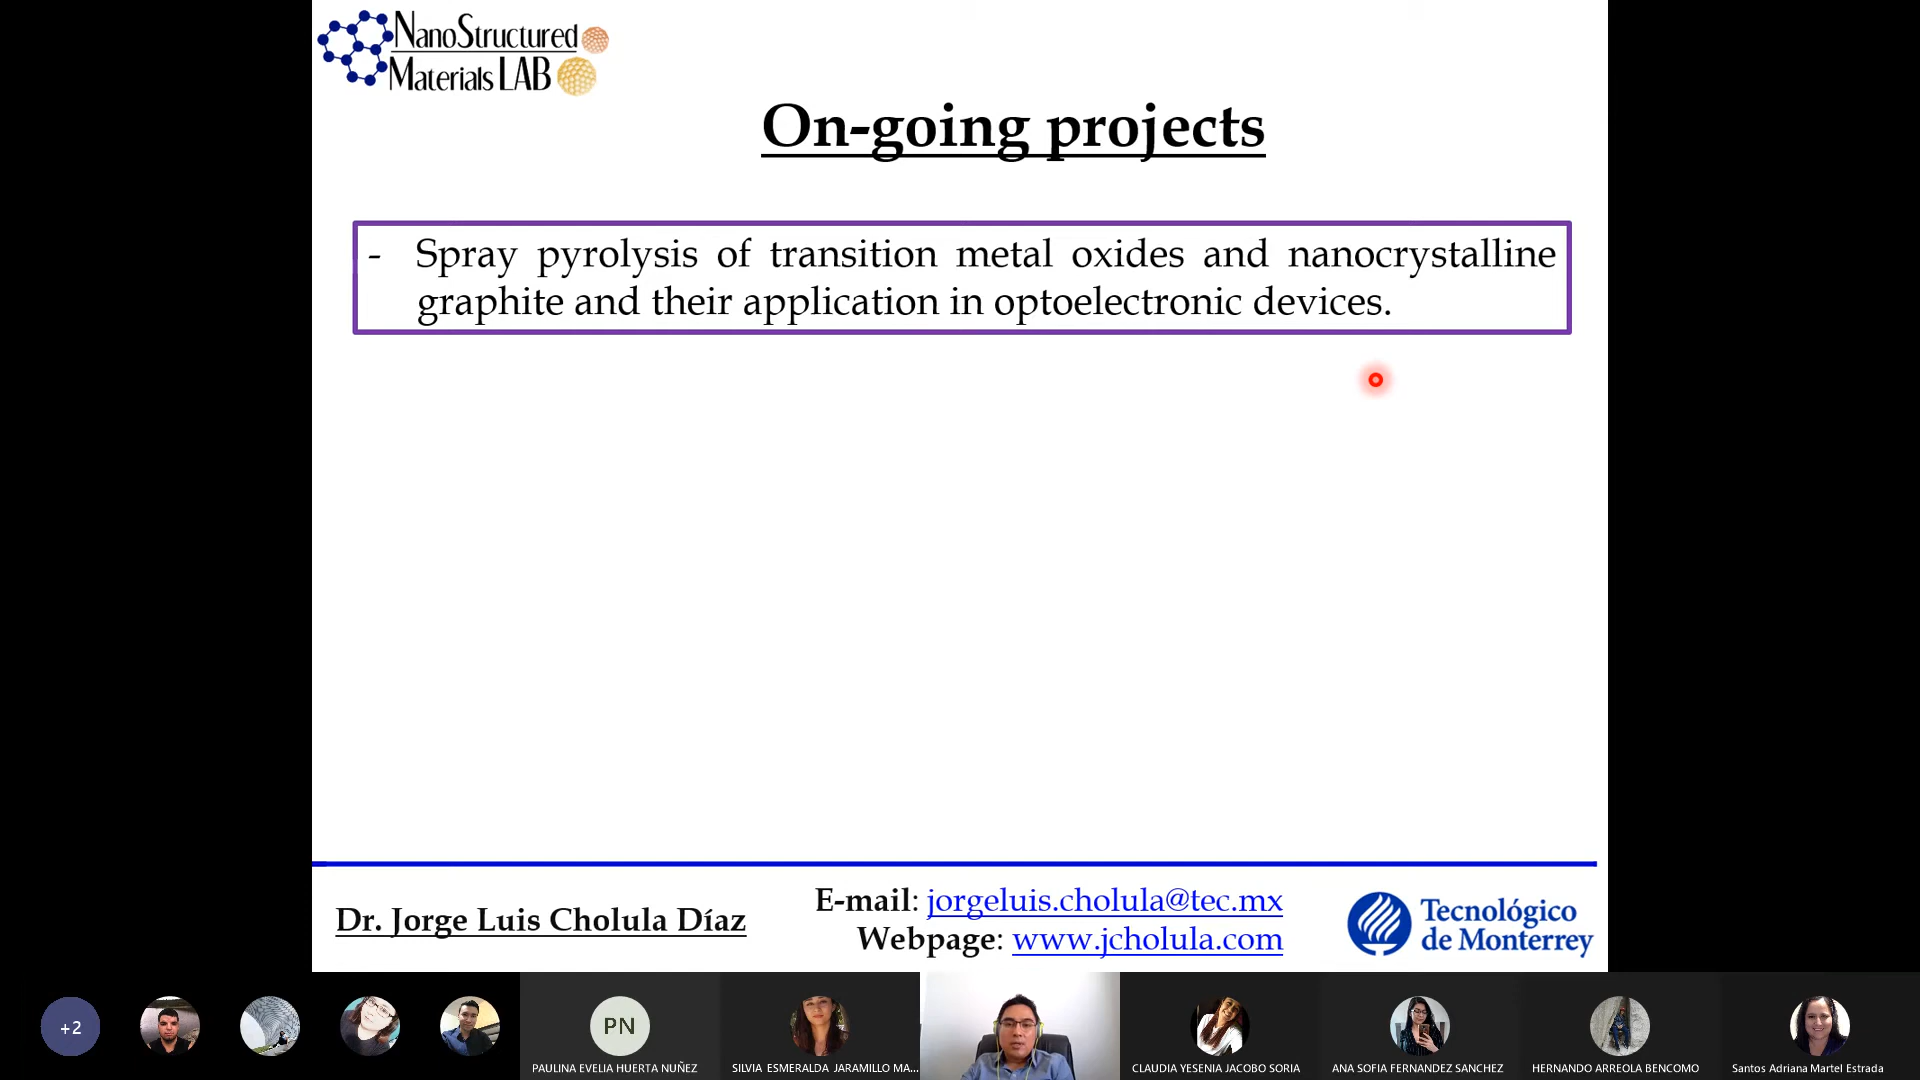 NanoStructured
Materials LAB
On-going projects
- Spray pyrolysis of transition metal oxides and nanocrystalline
graphite and their application in optoelectronic devices.
Dr. Jorge Luis Cholula Díaz
E-mail: jorgeluis.cholula@tec.mx
Webpage: www.jcholula.com
Tecnológico
de Monterrey
+2
PN
PAULINA EVELIA HUERTA NUÑEZ
SILVIA ESMERALDA JARAMILLO MA...
CLAUDIA YESENIA JACOBO SORIA
ANA SOFIA FERNANDEZ SANCHEZ
HERNANDO ARREOLA BENCOMO
Santos Adriana Martel Estrada